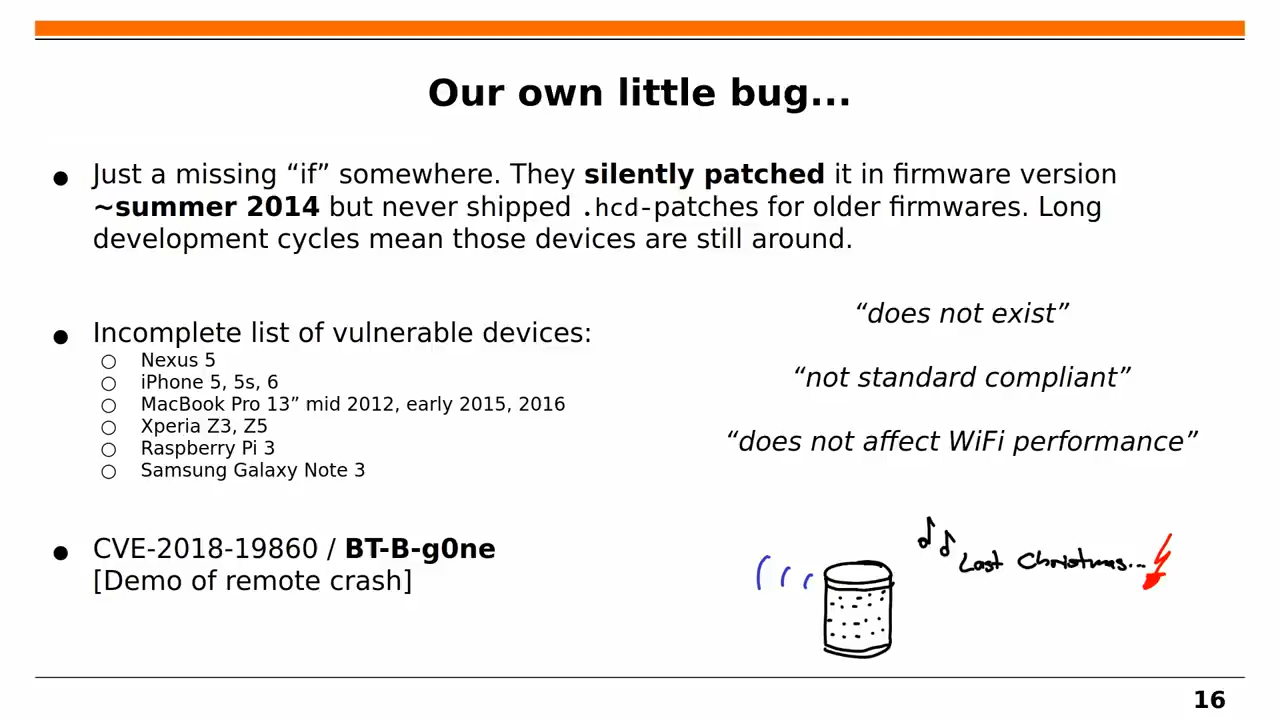 Our own little bug...
● Just a missing “if” somewhere. They silently patched it in firmware version
~summer 2014 but never shipped .hcd-patches for older firmwares. Long
development cycles mean those devices are still around.
● Incomplete list of vulnerable devices:
○ Nexus 5
○ iPhone 5, 5s, 6
○ MacBook Pro 13” mid 2012, early 2015, 2016
○ Xperia Z3, Z5
○ Raspberry Pi 3
○ Samsung Galaxy Note 3
“does not exist”
“not standard compliant”
“does not affect WiFi performance”
● CVE-2018-19860 / BT-B-g0ne
[Demo of remote crash]
Last Christmas...
16